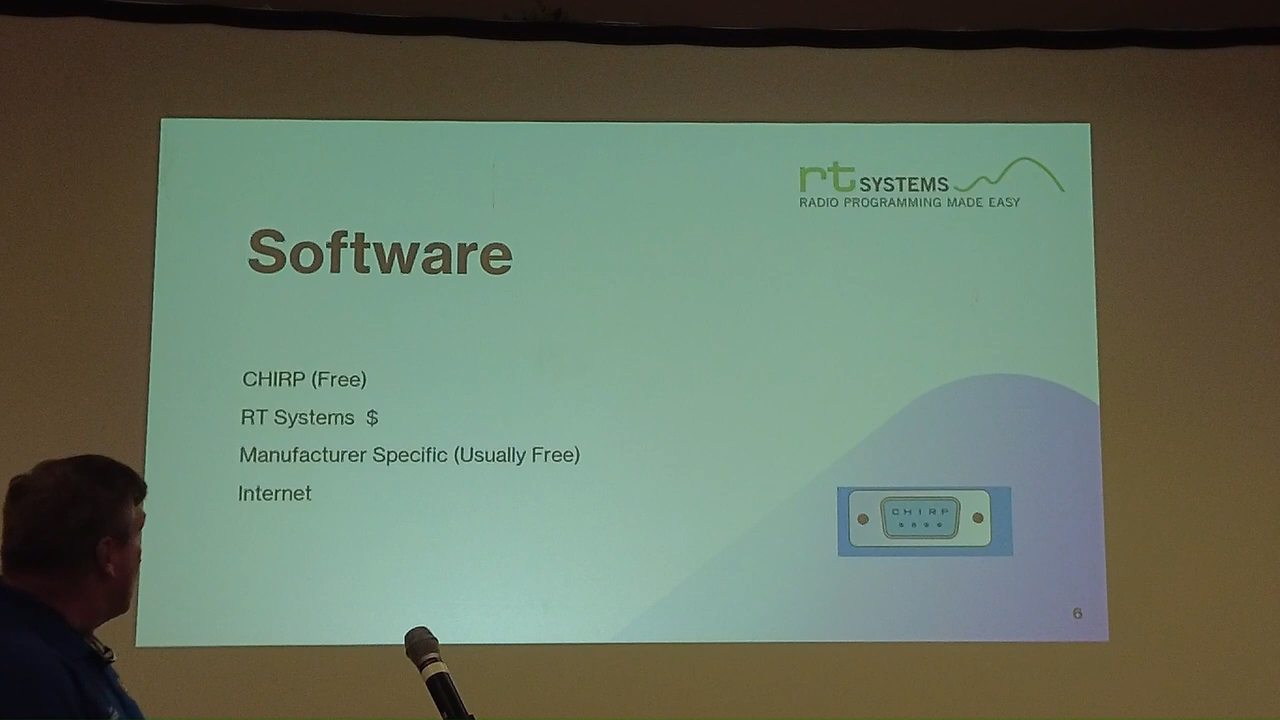 rt SYSTEMS
RADIO PROGRAMMING MADE EASY
Software
CHIRP (Free)
RT Systems $
Manufacturer Specific (Usually Free)
Internet
CHIRP
6